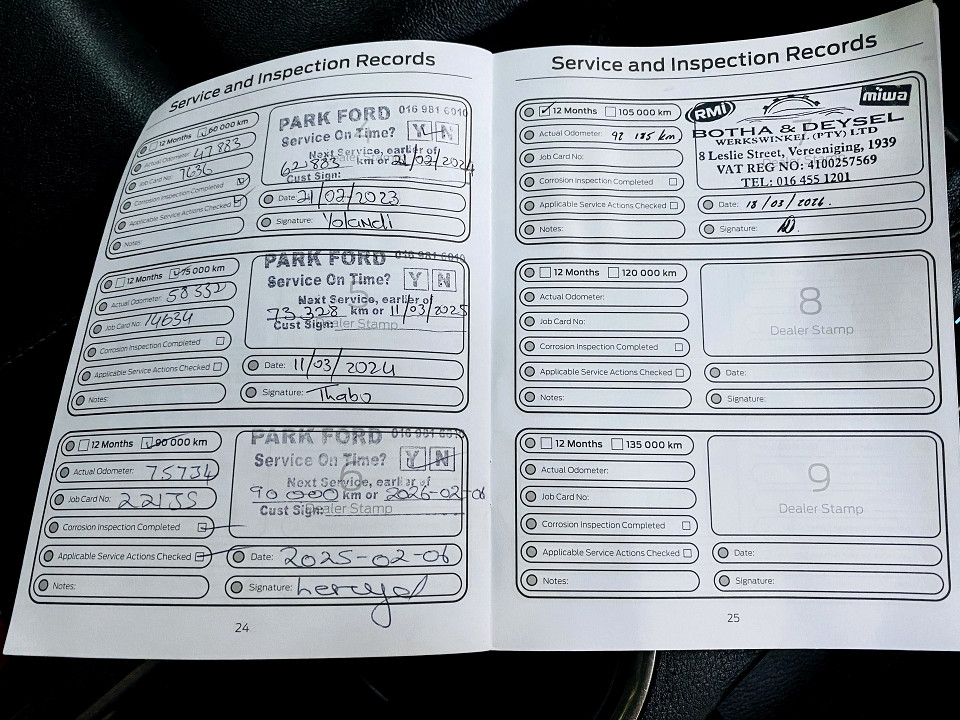 Service and Inspection Records
12 Months 60 000 km
Actual Odometer: 47883
Job Card No: 7636
Corrosion Inspection Completed
Applicable Service Actions Checked
Notes:
PARK FORD 016 981 6010
Service On Time? Y N
Next Service, earlier of
62.883 km or 21/02/2024
Cust Sign:
Date: 21/02/2023
Signature: Yolandi
12 Months 75 000 km
Actual Odometer: 58332
Job Card No: 14634
Corrosion Inspection Completed
Applicable Service Actions Checked
Notes:
PARK FORD 016 981 6010
Service On Time? Y N
5
Next Service, earlier of
73.328 km or 11/03/2025
Cust Sign: Dealer Stamp
Date: 11/03/2024
Signature: Thabo
12 Months 90 000 km
Actual Odometer: 75734
Job Card No: 22135
Corrosion Inspection Completed
Applicable Service Actions Checked
Notes:
PARK FORD 016 981 6010
Service On Time? Y N
6
Next Service, earlier of
90 000 km or 2026-02-06
Cust Sign: Dealer Stamp
Date: 2025-02-06
Signature:
24
Service and Inspection Records
12 Months 105 000 km
Actual Odometer: 92 185 km
Job Card No:
Corrosion Inspection Completed
Applicable Service Actions Checked
Notes:
RMI miwa
BOTHA & DEYSEL
WERKSWINKEL (PTY) LTD
8 Leslie Street, Vereeniging, 1939
VAT REG NO: 4100257569
TEL: 016 455 1201
Date: 18/03/2026.
Signature:
12 Months 120 000 km
Actual Odometer:
Job Card No:
Corrosion Inspection Completed
Applicable Service Actions Checked
Notes:
8
Dealer Stamp
Date:
Signature:
12 Months 135 000 km
Actual Odometer:
Job Card No:
Corrosion Inspection Completed
Applicable Service Actions Checked
Notes:
9
Dealer Stamp
Date:
Signature:
25